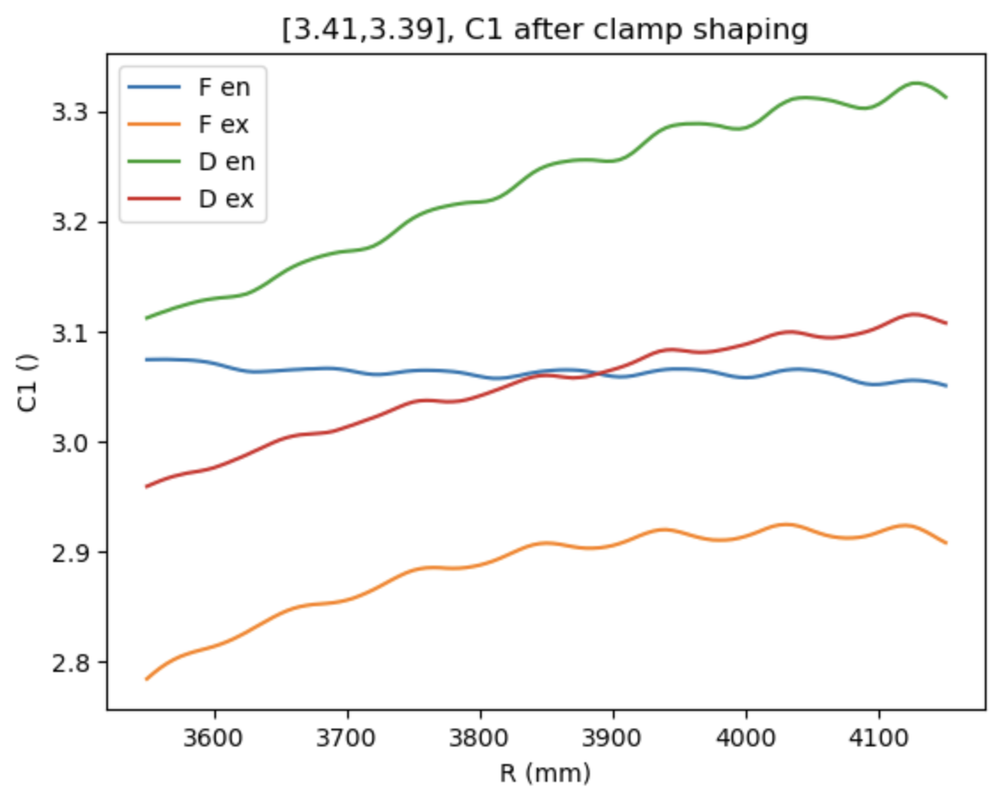 [3.41,3.39], C1 after clamp shaping
F en
F ex
D en
D ex
C1 ()
3.3
3.2
3.1
3.0
2.9
2.8
3600 3700 3800 3900 4000 4100
R (mm)